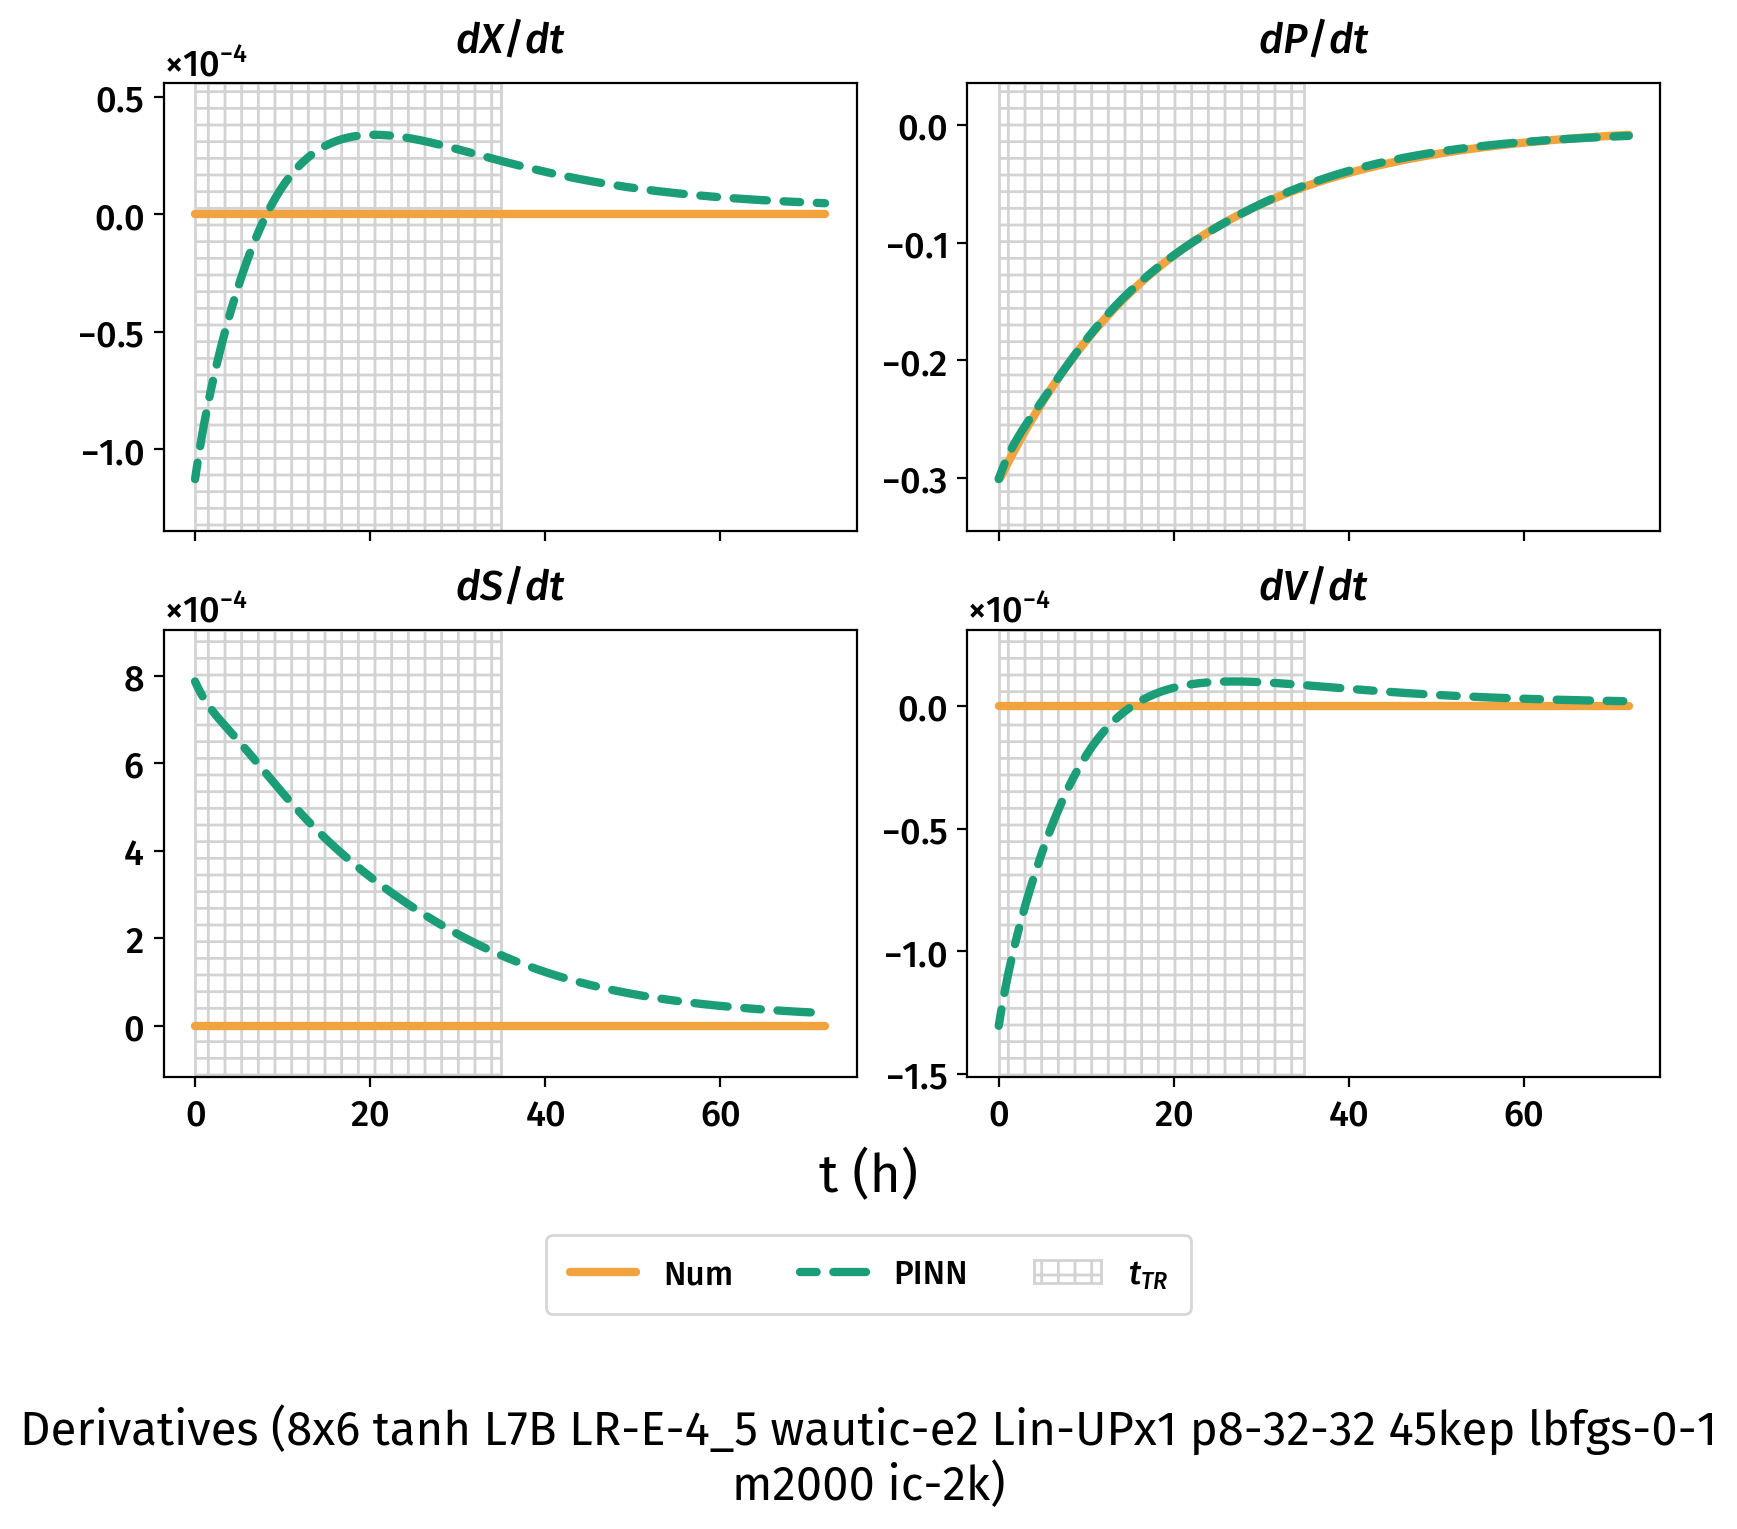 dX/dt
×10⁻⁴
0.5
0.0
−0.5
−1.0
dP/dt
0.0
−0.1
−0.2
−0.3
dS/dt
×10⁻⁴
8
6
4
2
0
0 20 40 60
dV/dt
×10⁻⁴
0.0
−0.5
−1.0
−1.5
0 20 40 60
t (h)
Num PINN t_TR
Derivatives (8x6 tanh L7B LR-E-4_5 wautic-e2 Lin-UPx1 p8-32-32 45kep lbfgs-0-1
m2000 ic-2k)